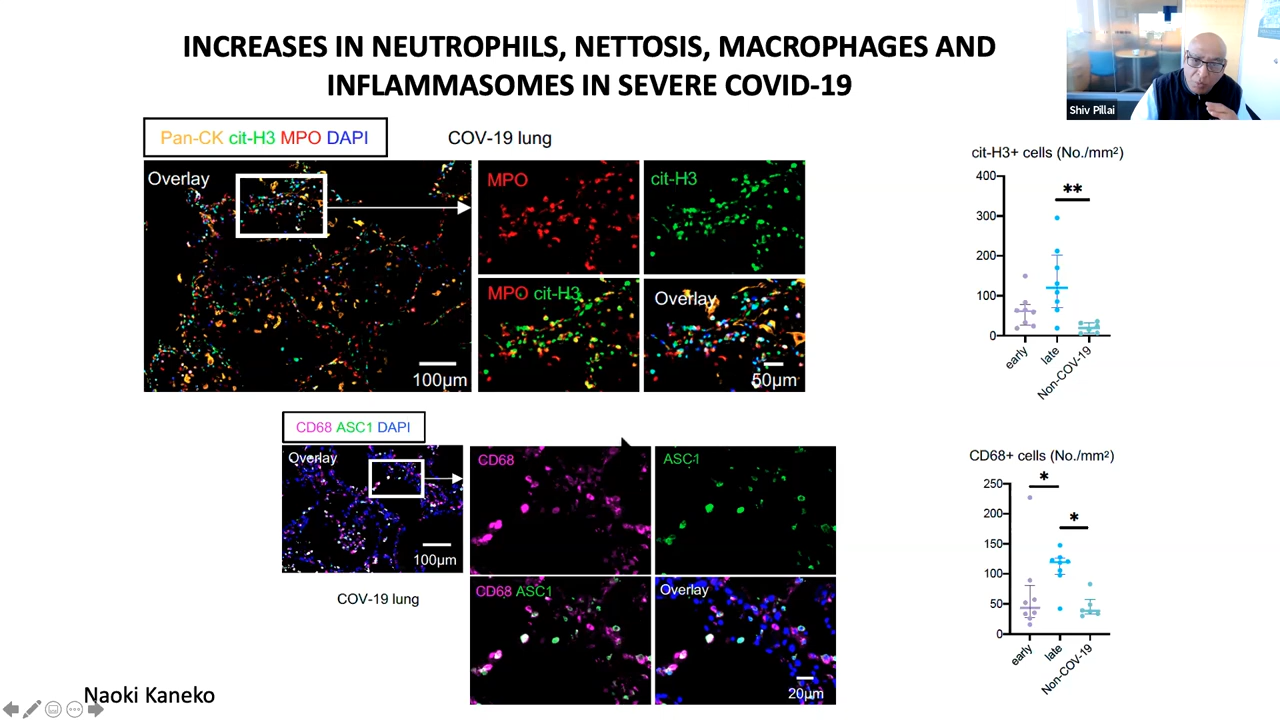 INCREASES IN NEUTROPHILS, NETTOSIS, MACROPHAGES AND
INFLAMMASOMES IN SEVERE COVID-19
Shiv Pillai
Pan-CK cit-H3 MPO DAPI
COV-19 lung
Overlay
MPO
cit-H3
MPO cit-H3
Overlay
100µm
50µm
cit-H3+ cells (No./mm²)
400
300
200
100
0
**
early
late
Non-COV-19
CD68 ASC1 DAPI
Overlay
100µm
COV-19 lung
CD68
ASC1
CD68 ASC1
Overlay
20µm
CD68+ cells (No./mm²)
250
200
150
100
50
0
*
*
early
late
Non-COV-19
Naoki Kaneko